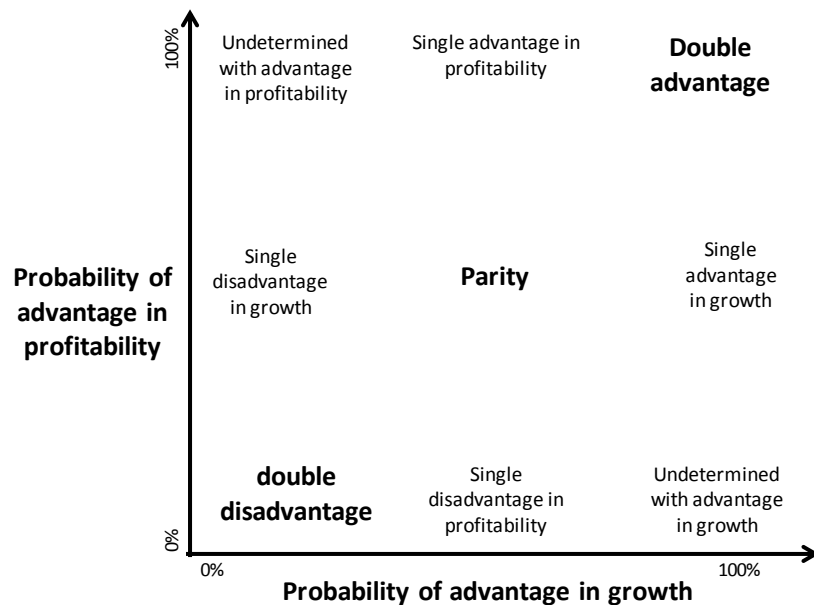 100%
Undetermined
with advantage
in profitability
Single advantage in
profitability
Double
advantage
Probability of
advantage in
profitability
Single
disadvantage
in growth
Parity
Single
advantage
in growth
double
disadvantage
Single
disadvantage in
profitability
Undetermined
with advantage
in growth
0%
0%
100%
Probability of advantage in growth